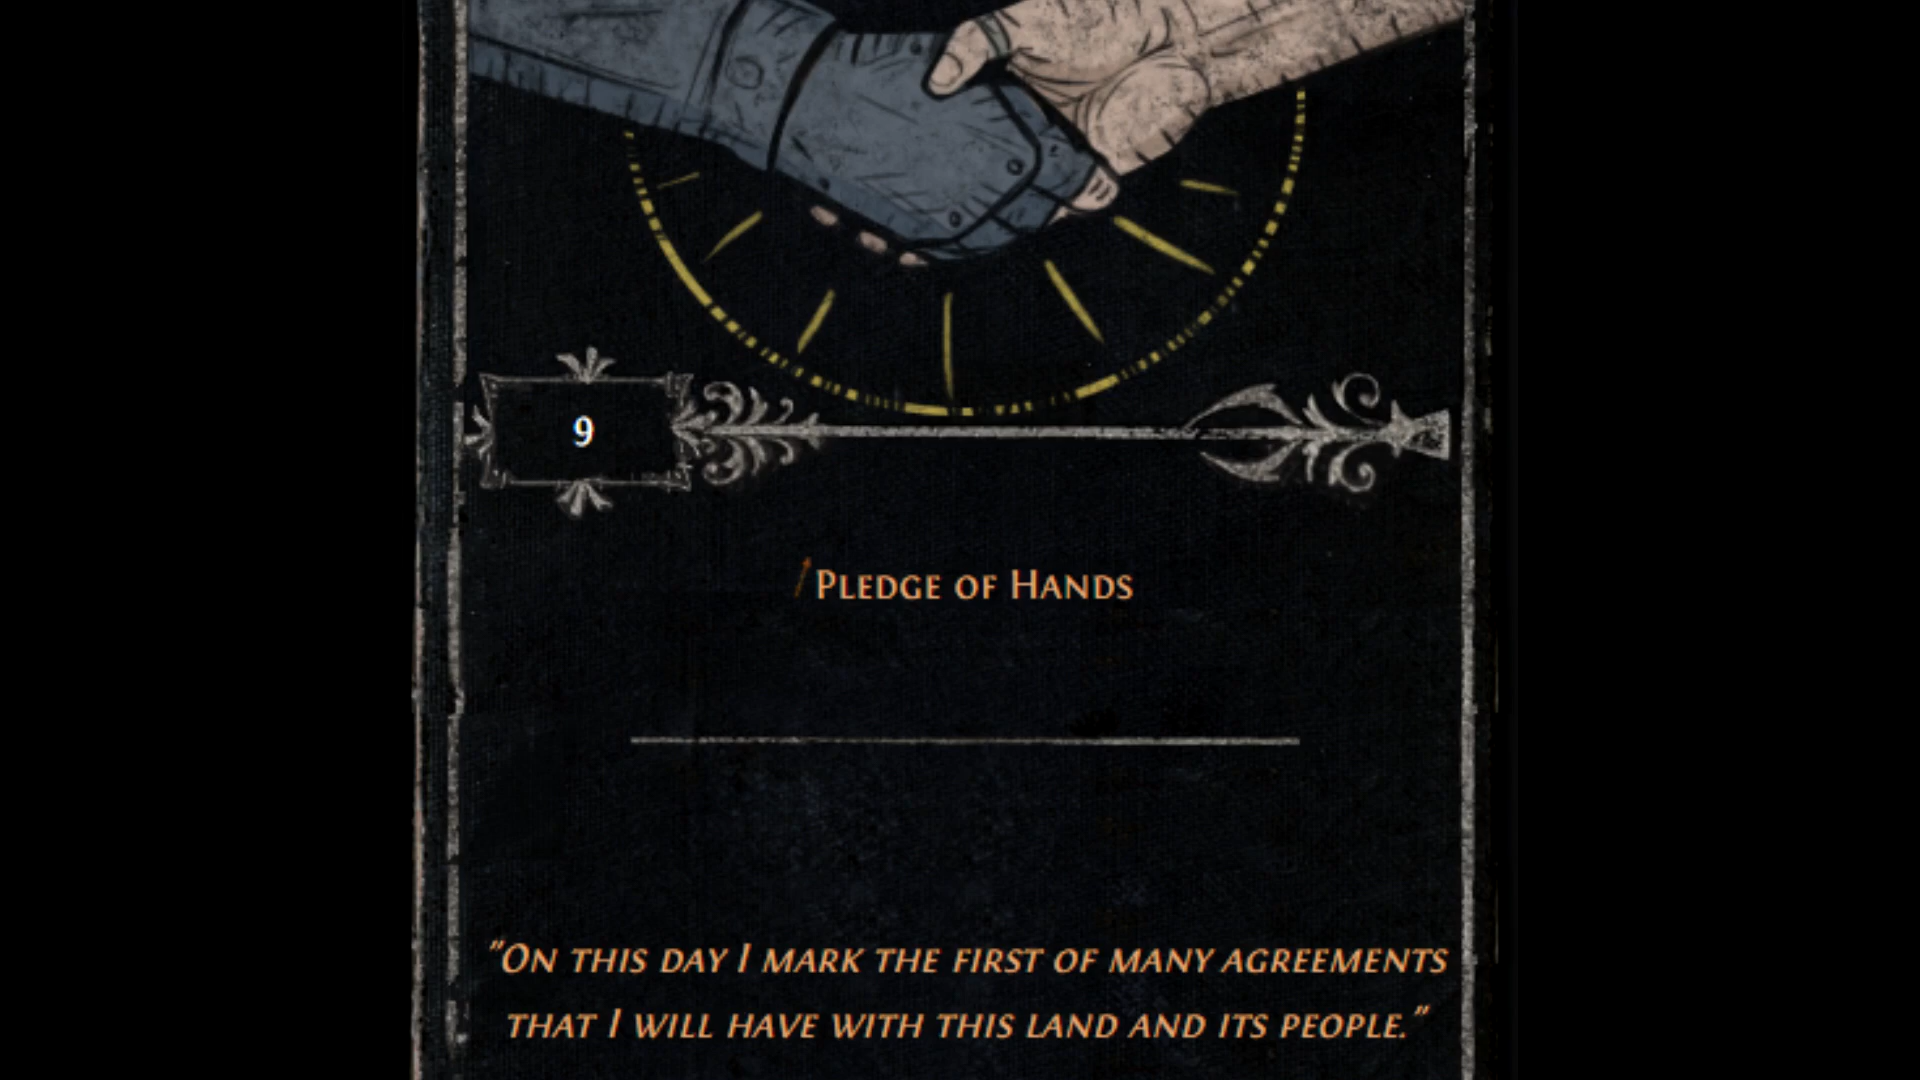 9
Pledge of Hands
"On this day I mark the first of many agreements
that I will have with this land and its people."